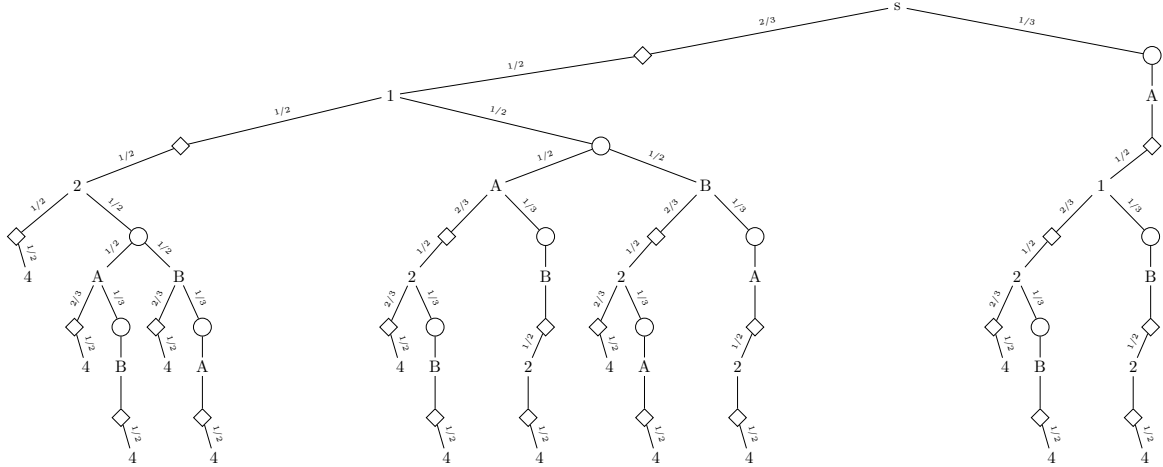 s
2/3 1/3
1/2
1 A
1/2 1/2
1/2 1/2 1/2 1/2
2 A B 1
1/2 1/2 2/3 1/3 2/3 1/3 2/3 1/3
1/2 1/2 1/2 1/2 1/2 1/2
4 A B 2 B 2 A 2 B
2/3 1/3 2/3 1/3 2/3 1/3 2/3 1/3 2/3 1/3
1/2 1/2 1/2 1/2 1/2 1/2 1/2 1/2
4 B 4 A 4 B 2 4 A 2 4 B 2
1/2 1/2 1/2 1/2 1/2 1/2 1/2 1/2
4 4 4 4 4 4 4 4